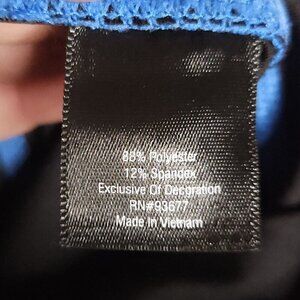 88% Polyester
12% Spandex
Exclusive Of Decoration
RN#93677
Made In Vietnam